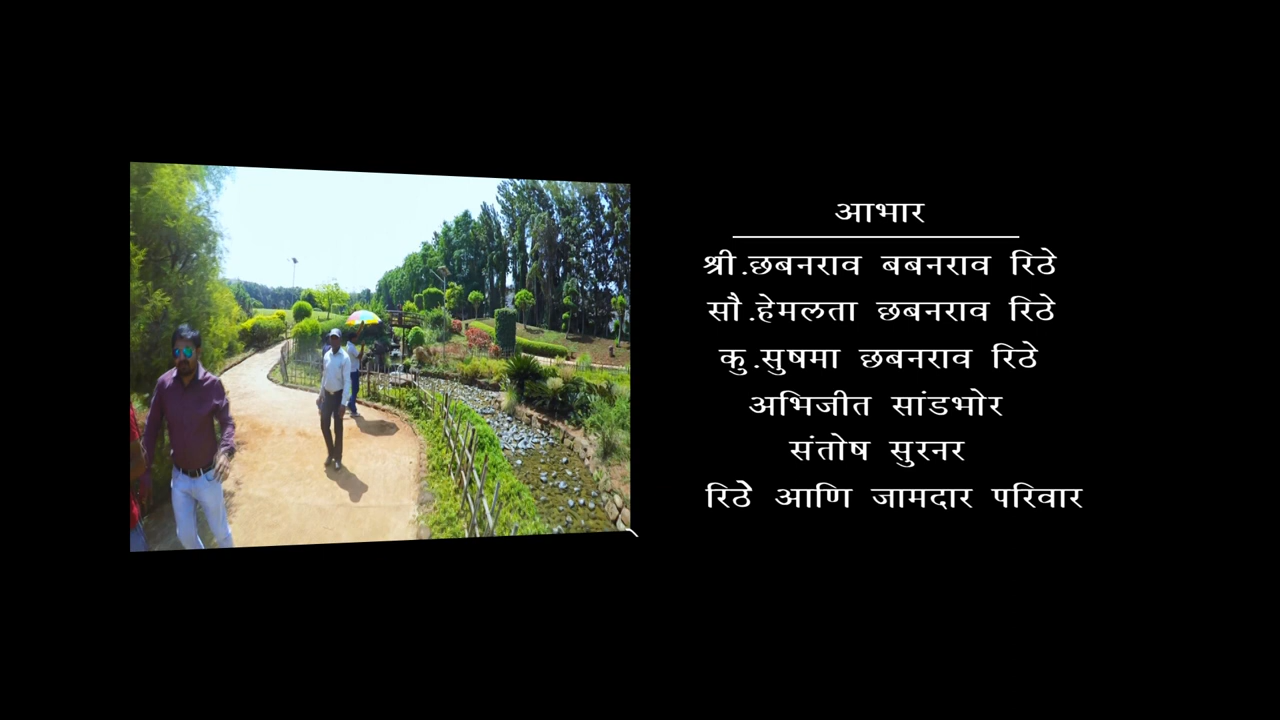 आभार
श्री.छबनराव बबनराव रिठे
सौ.हेमलता छबनराव रिठे
कु.सुषमा छबनराव रिठे
अभिजीत सांडभोर
संतोष सुरनर
रिठे आणि जामदार परिवार